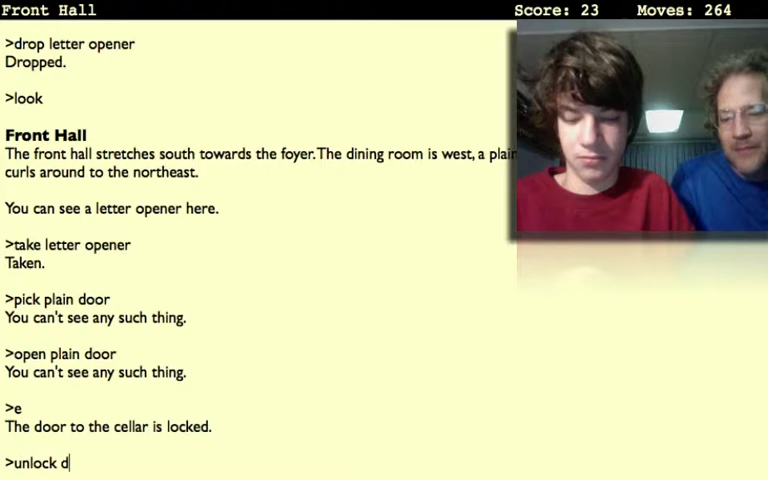 Front Hall Score: 23 Moves: 264
>drop letter opener
Dropped.
>look
Front Hall
The front hall stretches south towards the foyer.The dining room is west, a plain
curls around to the northeast.
You can see a letter opener here.
>take letter opener
Taken.
>pick plain door
You can't see any such thing.
>open plain door
You can't see any such thing.
>e
The door to the cellar is locked.
>unlock d